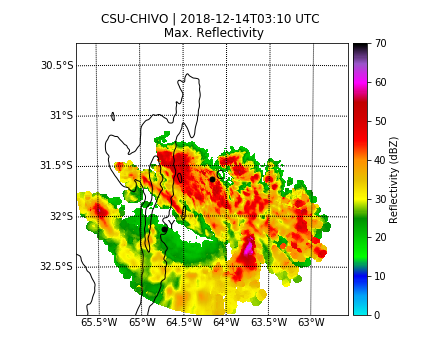 CSU-CHIVO | 2018-12-14T03:10 UTC
Max. Reflectivity
30.5°S
31°S
31.5°S
32°S
32.5°S
65.5°W 65°W 64.5°W 64°W 63.5°W 63°W
70
60
50
40
30
20
10
0
Reflectivity (dBZ)
Y